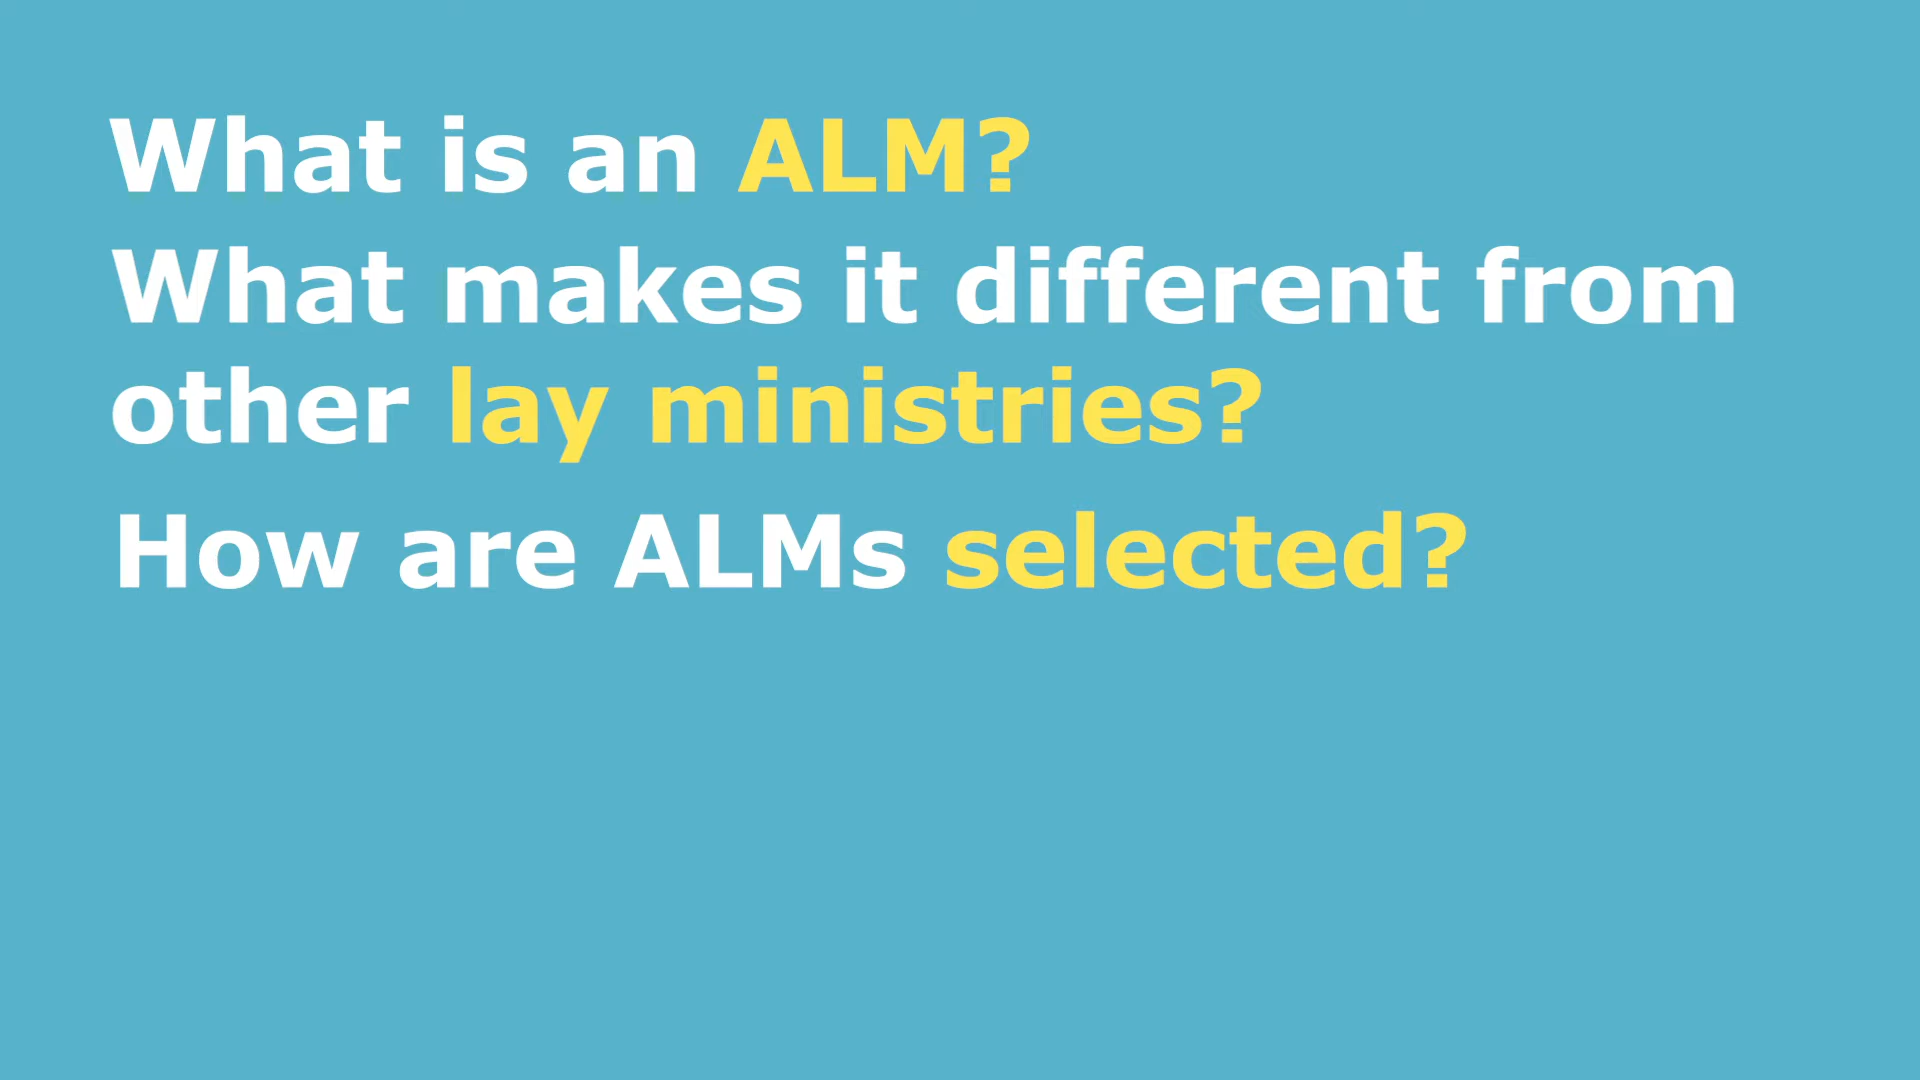 What is an ALM?
What makes it different from
other lay ministries?
How are ALMs selected?